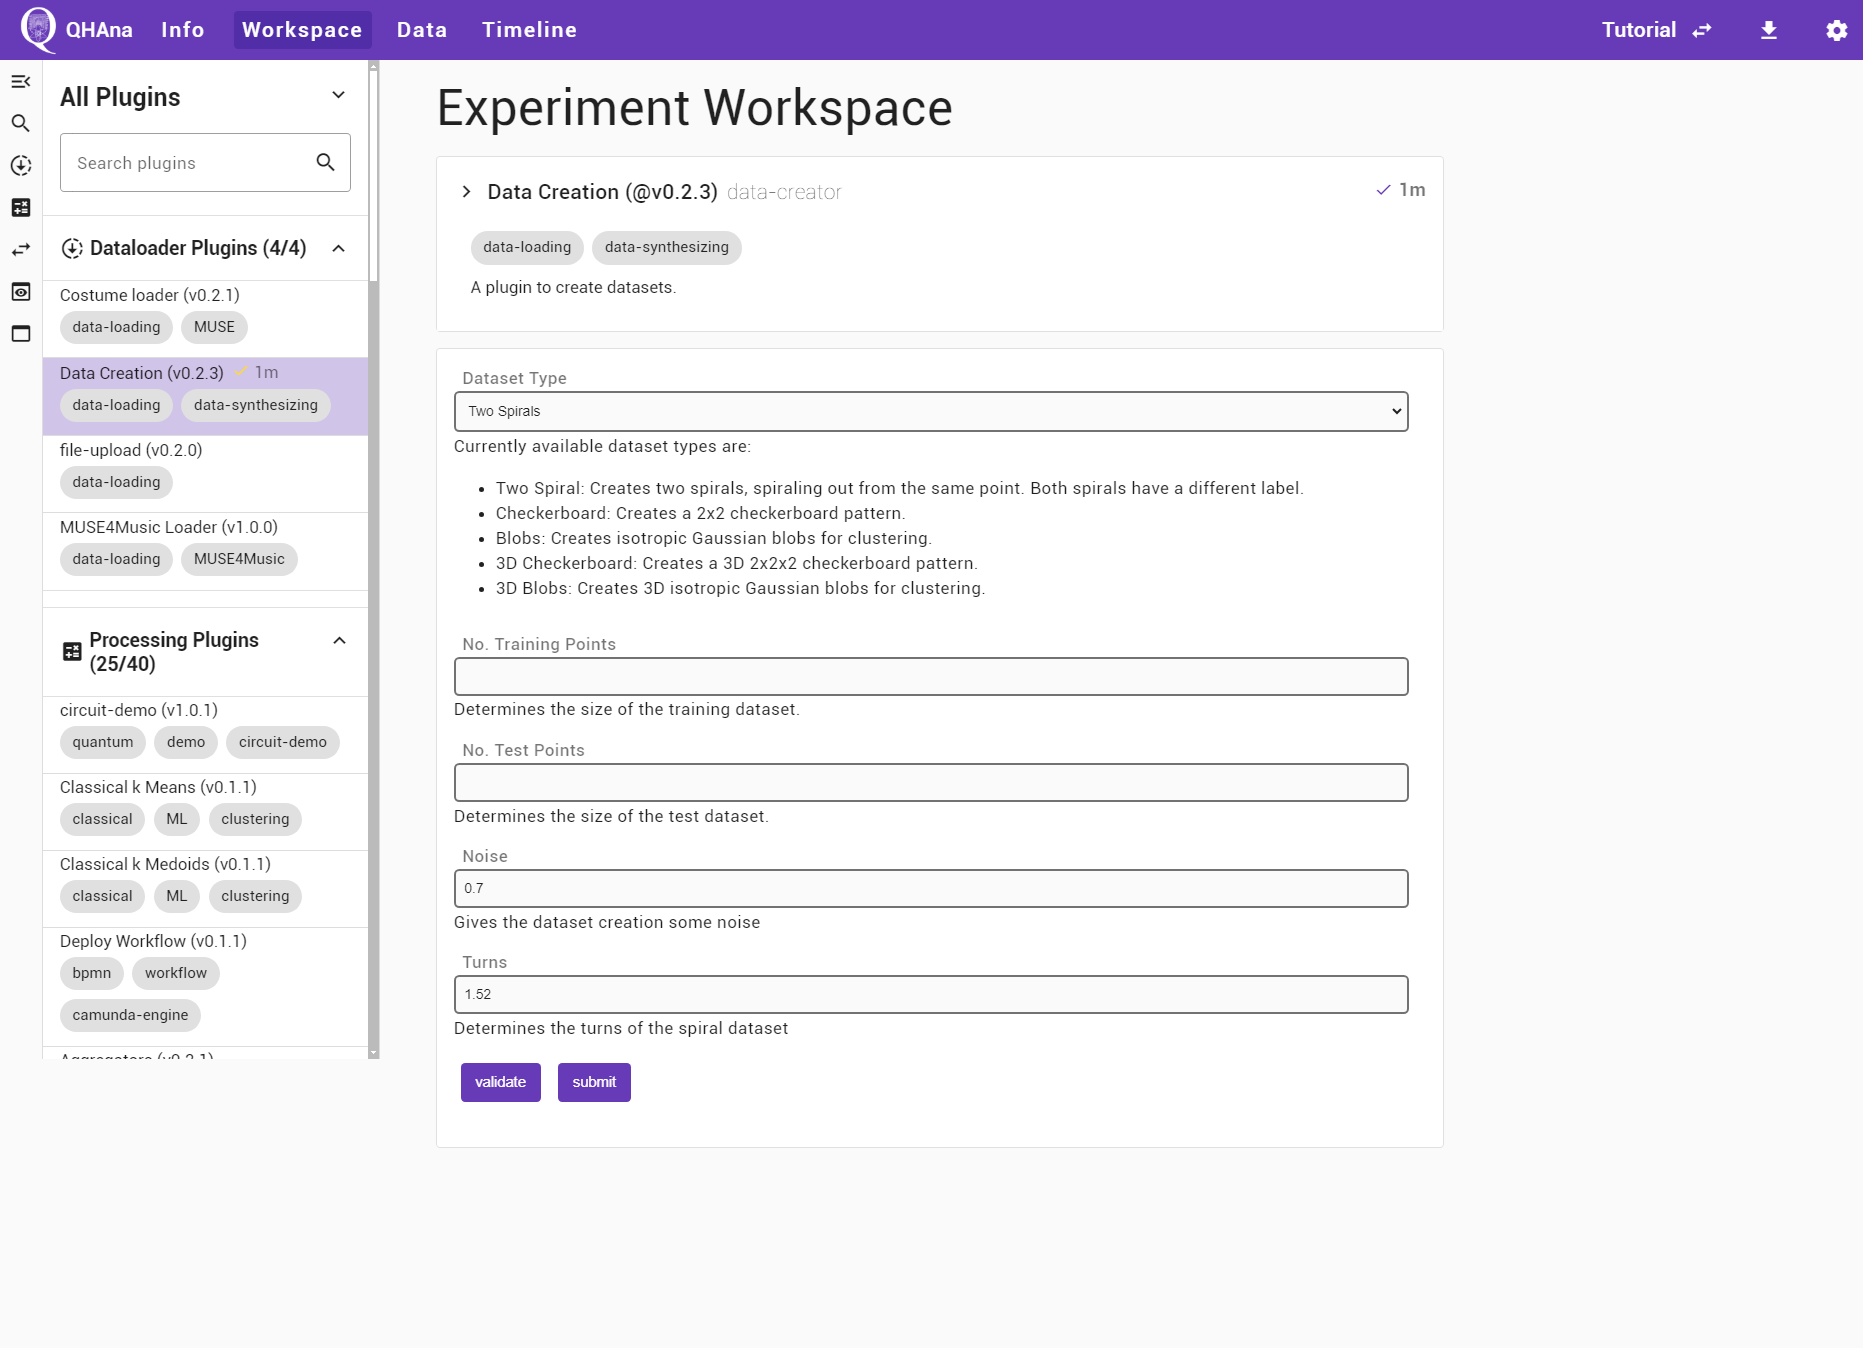 QHAna Info Workspace Data Timeline Tutorial
All Plugins
Search plugins
Dataloader Plugins (4/4)
Costume loader (v0.2.1)
data-loading MUSE
Data Creation (v0.2.3) 1m
data-loading data-synthesizing
file-upload (v0.2.0)
data-loading
MUSE4Music Loader (v1.0.0)
data-loading MUSE4Music
Processing Plugins
(25/40)
circuit-demo (v1.0.1)
quantum demo circuit-demo
Classical k Means (v0.1.1)
classical ML clustering
Classical k Medoids (v0.1.1)
classical ML clustering
Deploy Workflow (v0.1.1)
bpmn workflow
camunda-engine
Experiment Workspace
Data Creation (@v0.2.3) data-creator 1m
data-loading data-synthesizing
A plugin to create datasets.
Dataset Type
Two Spirals
Currently available dataset types are:
• Two Spiral: Creates two spirals, spiraling out from the same point. Both spirals have a different label.
• Checkerboard: Creates a 2x2 checkerboard pattern.
• Blobs: Creates isotropic Gaussian blobs for clustering.
• 3D Checkerboard: Creates a 3D 2x2x2 checkerboard pattern.
• 3D Blobs: Creates 3D isotropic Gaussian blobs for clustering.
No. Training Points
Determines the size of the training dataset.
No. Test Points
Determines the size of the test dataset.
Noise
0.7
Gives the dataset creation some noise
Turns
1.52
Determines the turns of the spiral dataset
validate submit